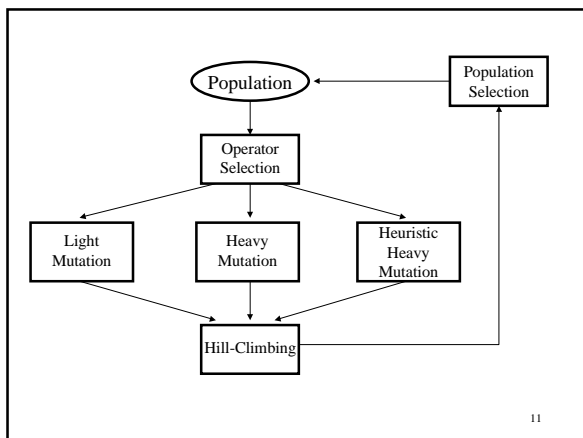 Population
Population
Selection
Operator
Selection
Light
Mutation
Heavy
Mutation
Heuristic
Heavy
Mutation
Hill-Climbing
11